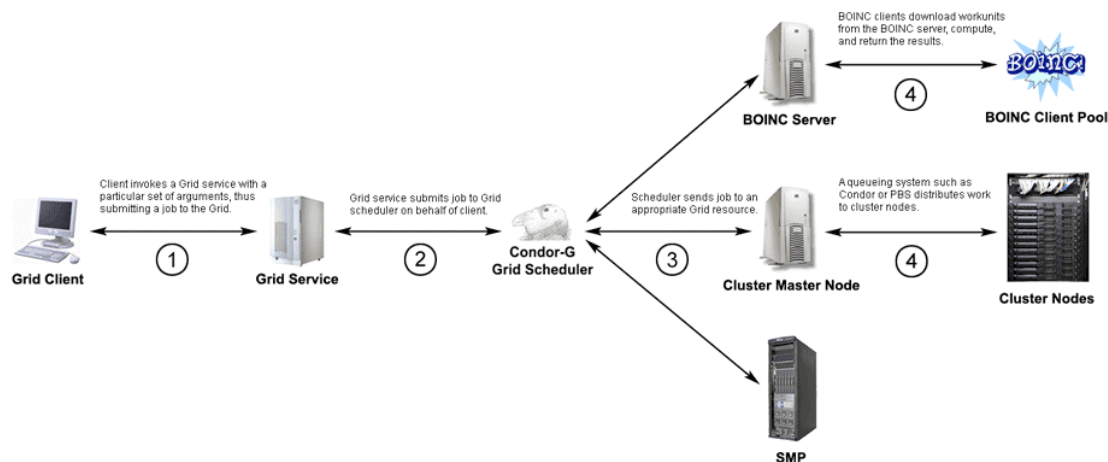 BOINC clients download workunits
from the BOINC server, compute,
and return the results.
BOINC!
4
BOINC Server
BOINC Client Pool
Client invokes a Grid service with a
particular set of arguments, thus
submitting a job to the Grid.
Grid service submits job to Grid
scheduler on behalf of client.
Scheduler sends job to an
appropriate Grid resource.
A queueing system such as
Condor or PBS distributes work
to cluster nodes.
1
2
3
4
Grid Client
Grid Service
Condor-G
Grid Scheduler
Cluster Master Node
Cluster Nodes
SMP